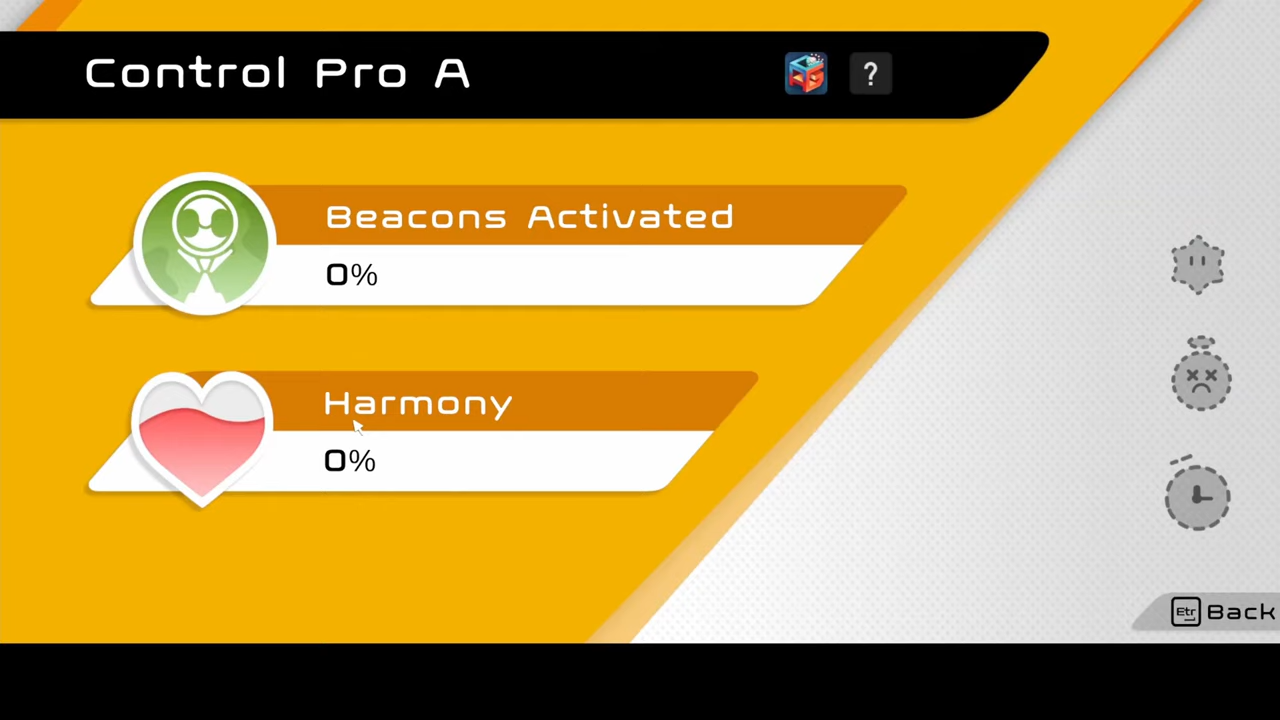 Control Pro A
?
Beacons Activated
0%
Harmony
0%
Etr Back